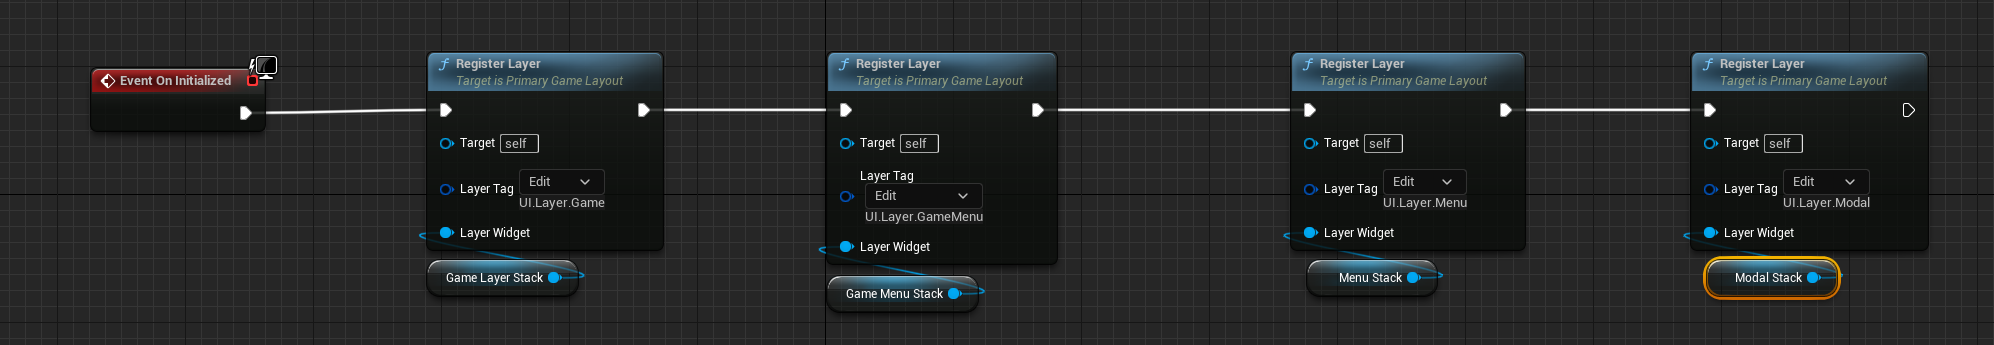 Event On Initialized
Register Layer
Target is Primary Game Layout
Target self
Layer Tag Edit
UI.Layer.Game
Layer Widget
Game Layer Stack
Register Layer
Target is Primary Game Layout
Target self
Layer Tag
Edit
UI.Layer.GameMenu
Layer Widget
Game Menu Stack
Register Layer
Target is Primary Game Layout
Target self
Layer Tag Edit
UI.Layer.Menu
Layer Widget
Menu Stack
Register Layer
Target is Primary Game Layout
Target self
Layer Tag Edit
UI.Layer.Modal
Layer Widget
Modal Stack